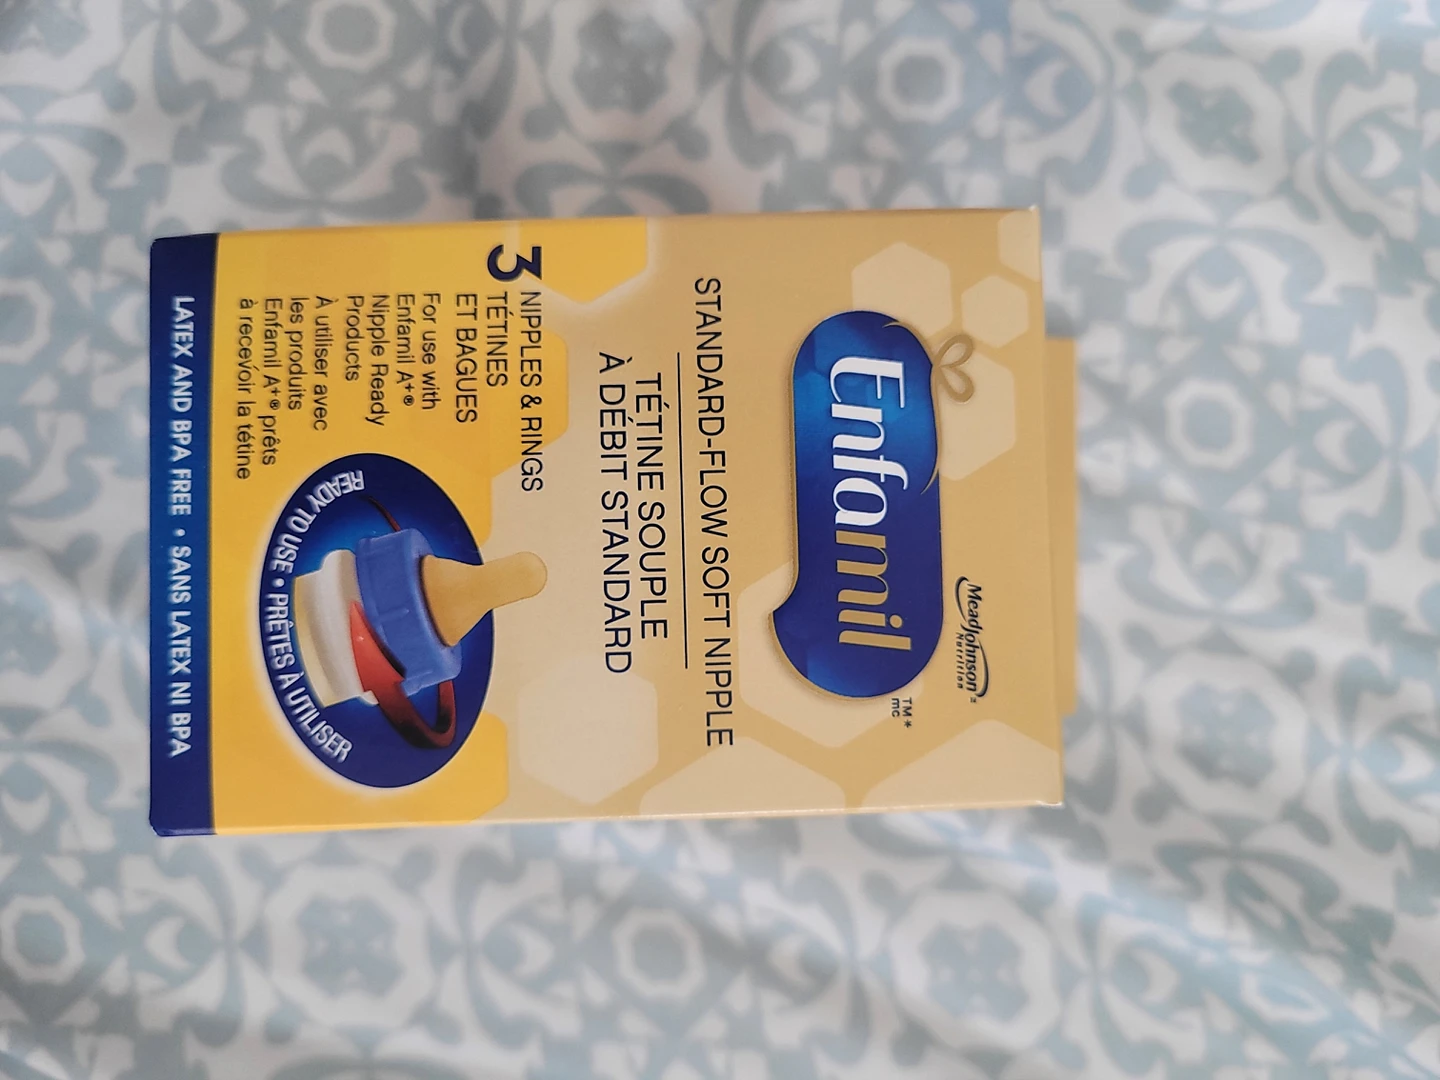 MeadJohnson
Nutrition
Enfamil
TM*
mc
STANDARD-FLOW SOFT NIPPLE
TÉTINE SOUPLE
À DÉBIT STANDARD
3 NIPPLES & RINGS
TÉTINES
ET BAGUES
For use with
Enfamil A+®
Nipple Ready
Products
À utiliser avec
les produits
Enfamil A+® prêts
à recevoir la tétine
READY TO USE • PRÊTES À UTILISER
LATEX AND BPA FREE • SANS LATEX NI BPA